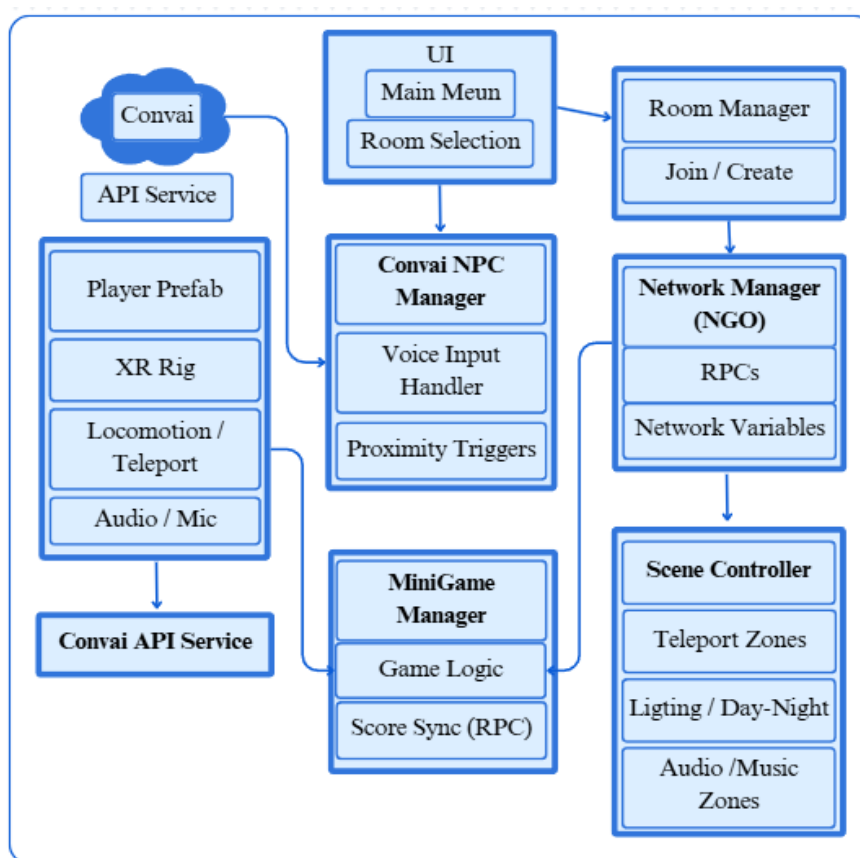 UI
Main Meun
Room Selection
Convai
API Service
Room Manager
Join / Create
Player Prefab
XR Rig
Locomotion /
Teleport
Audio / Mic
Convai NPC
Manager
Voice Input
Handler
Proximity Triggers
Network Manager
(NGO)
RPCs
Network Variables
Convai API Service
MiniGame
Manager
Game Logic
Score Sync (RPC)
Scene Controller
Teleport Zones
Ligting / Day-Night
Audio /Music
Zones